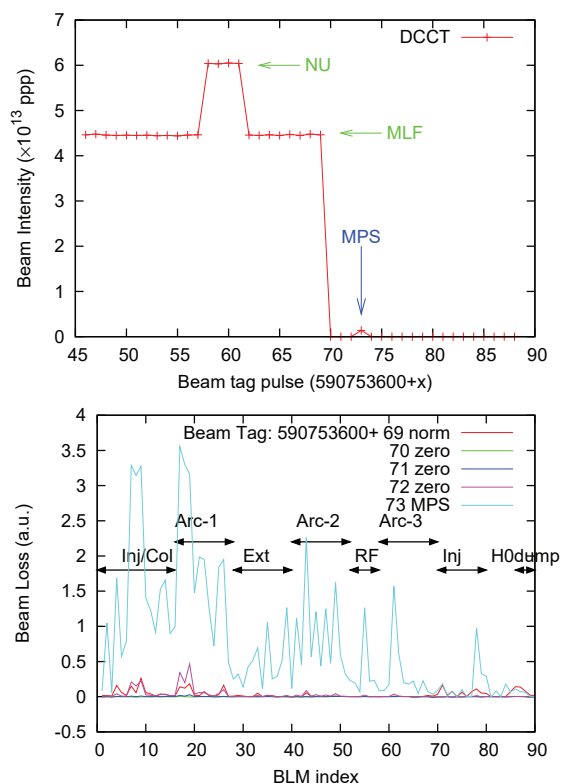 7
6
5
4
3
2
1
0
Beam Intensity (×10¹³ ppp)
DCCT
NU
MLF
MPS
45 50 55 60 65 70 75 80 85 90
Beam tag pulse (590753600+x)
4
3.5
3
2.5
2
1.5
1
0.5
0
-0.5
Beam Loss (a.u.)
Beam Tag: 590753600+ 69 norm
70 zero
71 zero
72 zero
73 MPS
Arc-1 Arc-2 Arc-3
Inj/Col Ext RF Inj H0dump
0 10 20 30 40 50 60 70 80 90
BLM index